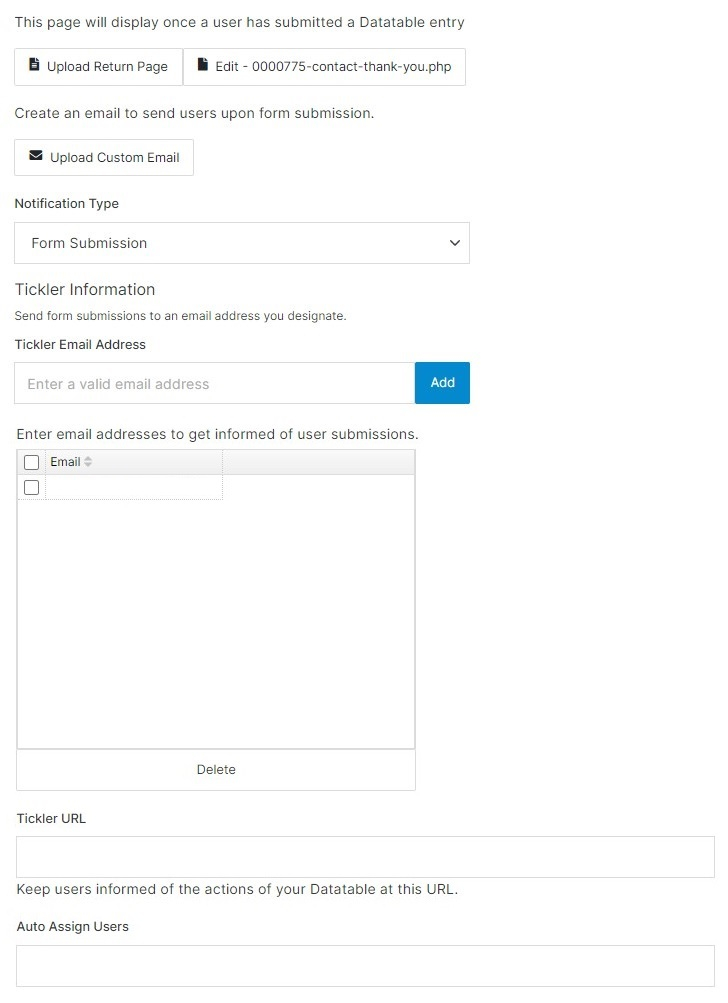 This page will display once a user has submitted a Datatable entry
Upload Return Page Edit - 0000775-contact-thank-you.php
Create an email to send users upon form submission.
Upload Custom Email
Notification Type
Form Submission
Tickler Information
Send form submissions to an email address you designate.
Tickler Email Address
Enter a valid email address Add
Enter email addresses to get informed of user submissions.
Email
Delete
Tickler URL
Keep users informed of the actions of your Datatable at this URL.
Auto Assign Users